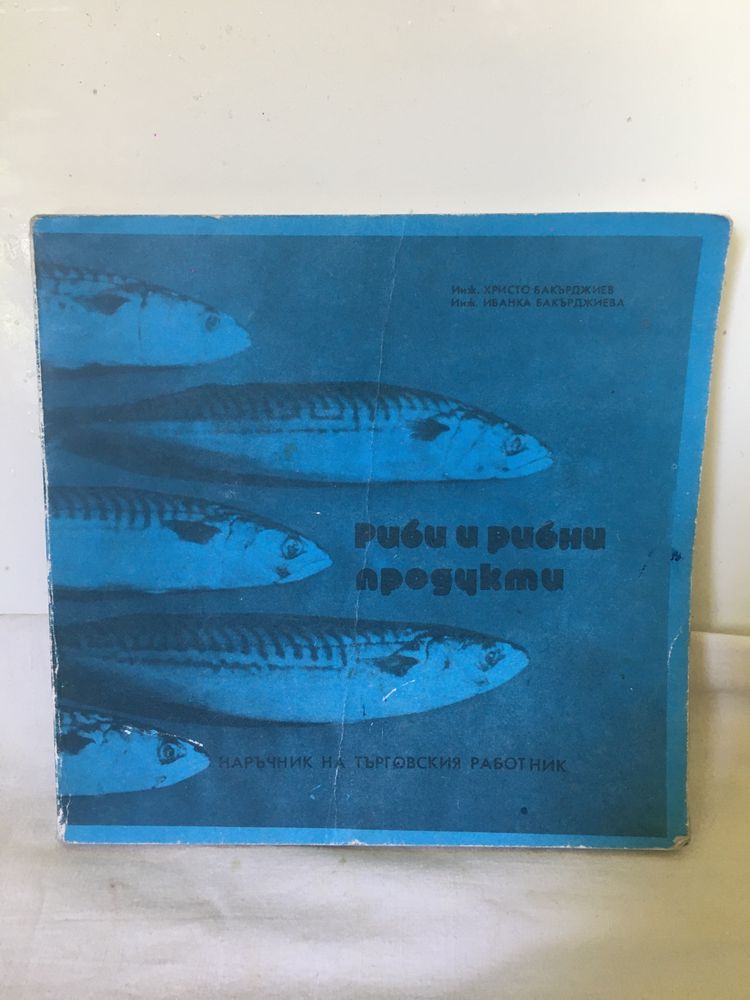 Инж. ХРИСТО БАКЪРДЖИЕВ
Инж. ИВАНКА БАКЪРДЖИЕВА
Риби и рибни
продукти
НАРЪЧНИК НА ТЪРГОВСКИЯ РАБОТНИК